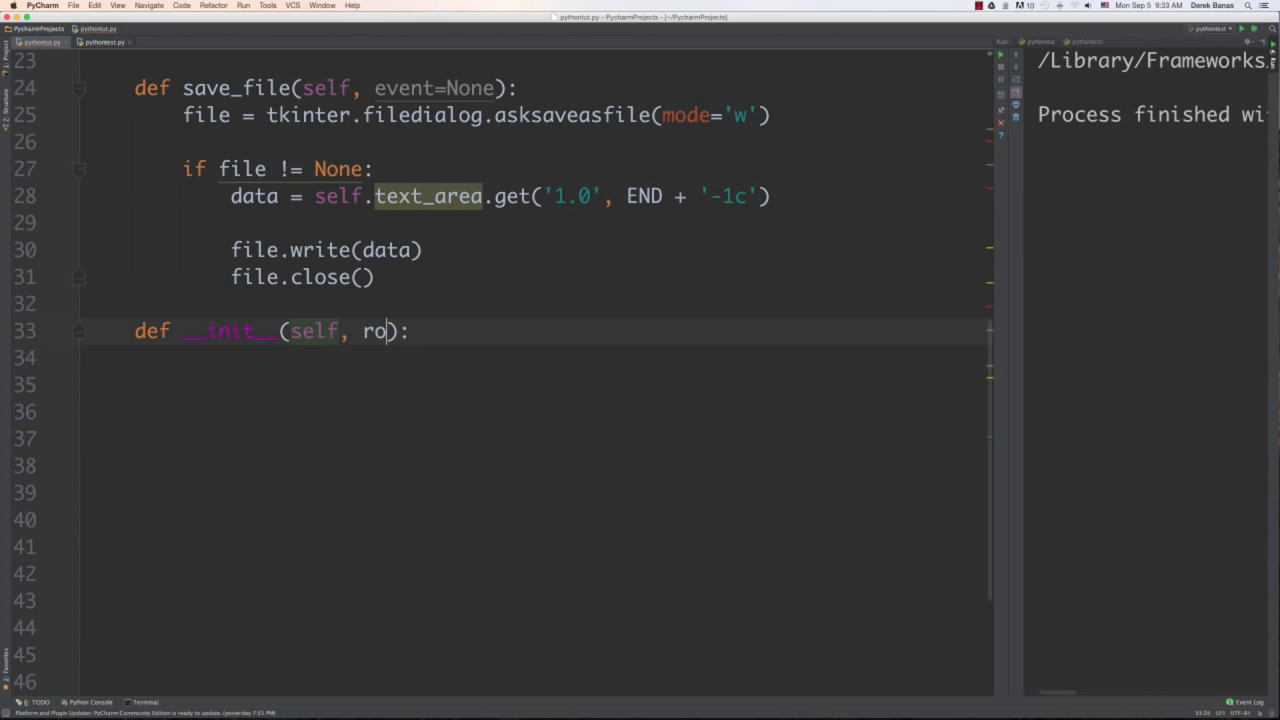 PyCharm File Edit View Navigate Code Refactor Run Tools VCS Window Help 10 Mon Sep 5 9:33 AM Derek Banas
pythontut.py - PycharmProjects - [~/PycharmProjects]
PycharmProjects pythontut.py pythontest
pythontut.py pythontest.py Run: pythontut pythontest
23
24 def save_file(self, event=None):
25 file = tkinter.filedialog.asksaveasfile(mode='w')
26
27 if file != None:
28 data = self.text_area.get('1.0', END + '-1c')
29
30 file.write(data)
31 file.close()
32
33 def __init__(self, ro):
34
35
36
37
38
39
40
41
42
43
44
45
46
/Library/Frameworks
Process finished wi
1: Project
Structure
2: Favorites
Run
6: TODO Python Console Terminal Event Log
Platform and Plugin Updates: PyCharm Community Edition is ready to update. (yesterday 7:51 PM) 33:26 LF÷ UTF-8÷